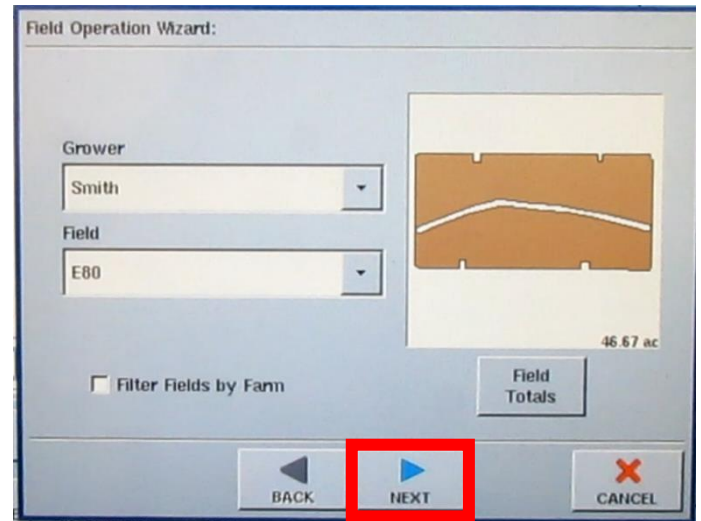 Field Operation Wizard:
Grower
Smith
Field
E80
46.67 ac
Filter Fields by Farm
Field
Totals
BACK
NEXT
CANCEL